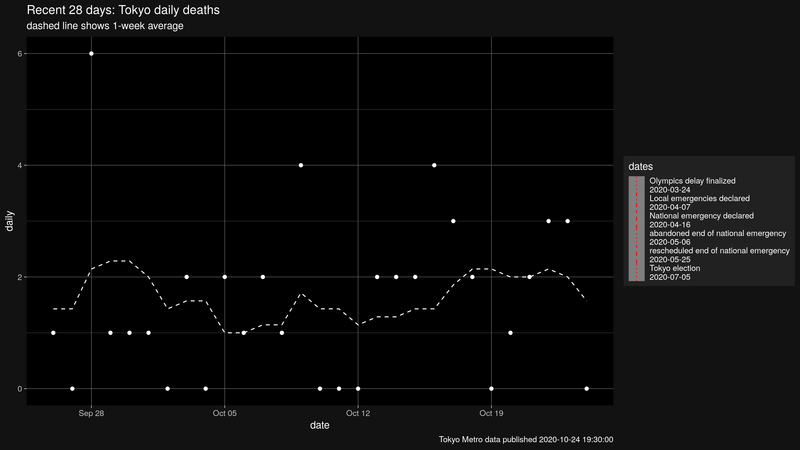 Recent 28 days: Tokyo daily deaths
dashed line shows 1-week average
6
4
2
0
daily
Sep 28
Oct 05
Oct 12
Oct 19
date
Tokyo Metro data published 2020-10-24 19:30:00
dates
Olympics delay finalized
2020-03-24
Local emergencies declared
2020-04-07
National emergency declared
2020-04-16
abandoned end of national emergency
2020-05-06
rescheduled end of national emergency
2020-05-25
Tokyo election
2020-07-05